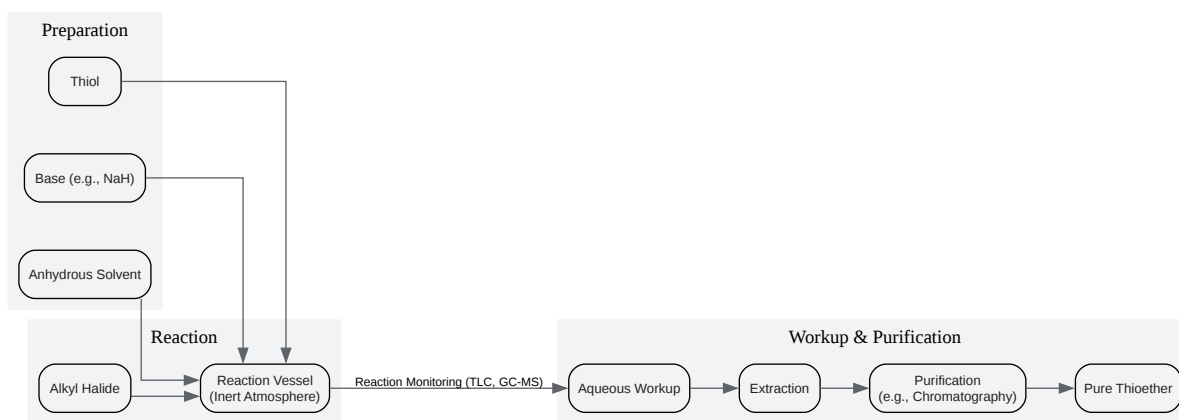 Preparation
Thiol
Base (e.g., NaH)
Anhydrous Solvent
Reaction
Alkyl Halide
Reaction Vessel
(Inert Atmosphere)
Reaction Monitoring (TLC, GC-MS)
Workup & Purification
Aqueous Workup
Extraction
Purification
(e.g., Chromatography)
Pure Thioether